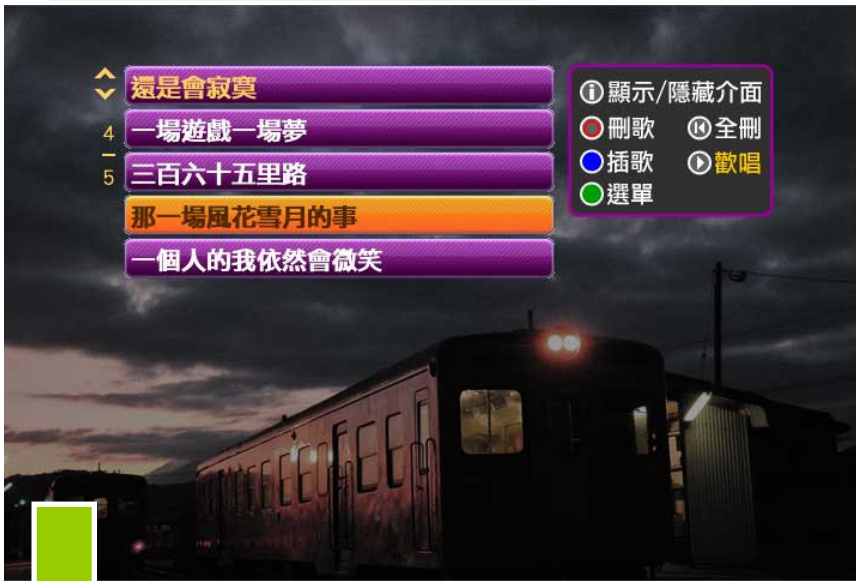 還是會寂寞
4 一場遊戲一場夢
5 三百六十五里路
那一場風花雪月的事
一個人的我依然會微笑
顯示/隱藏介面
刪歌 全刪
插歌 歡唱
選單